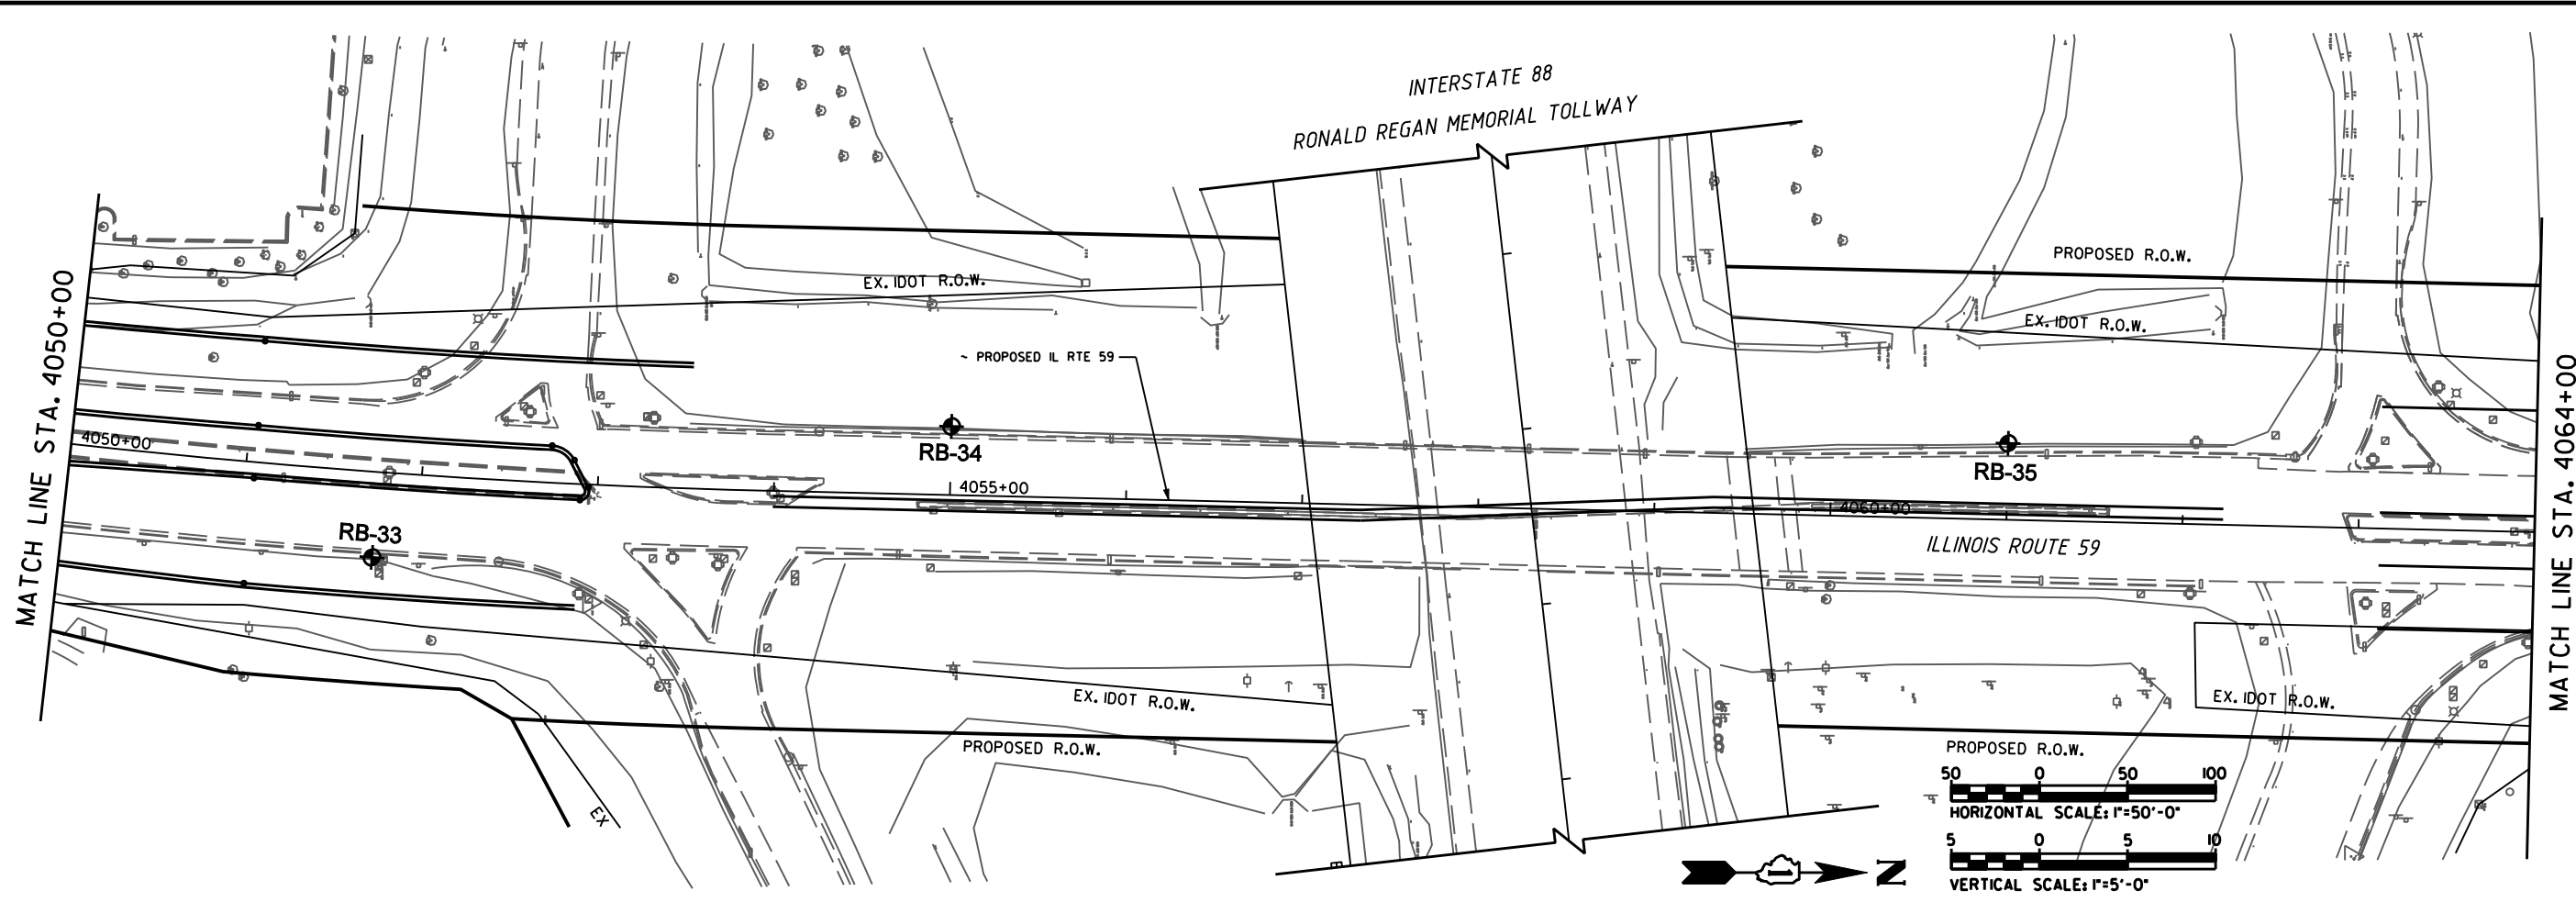 INTERSTATE 88
RONALD REGAN MEMORIAL TOLLWAY
MATCH LINE STA. 4050+00
MATCH LINE STA. 4064+00
PROPOSED R.O.W.
EX. IDOT R.O.W.
EX. IDOT R.O.W.
~ PROPOSED IL RTE 59
4050+00
RB-34
RB-35
4055+00
4060+00
RB-33
ILLINOIS ROUTE 59
EX. IDOT R.O.W.
EX. IDOT R.O.W.
PROPOSED R.O.W.
PROPOSED R.O.W.
EX
50 0 50 100
HORIZONTAL SCALE: 1"=50'-0"
5 0 5 10
VERTICAL SCALE: 1"=5'-0"
N